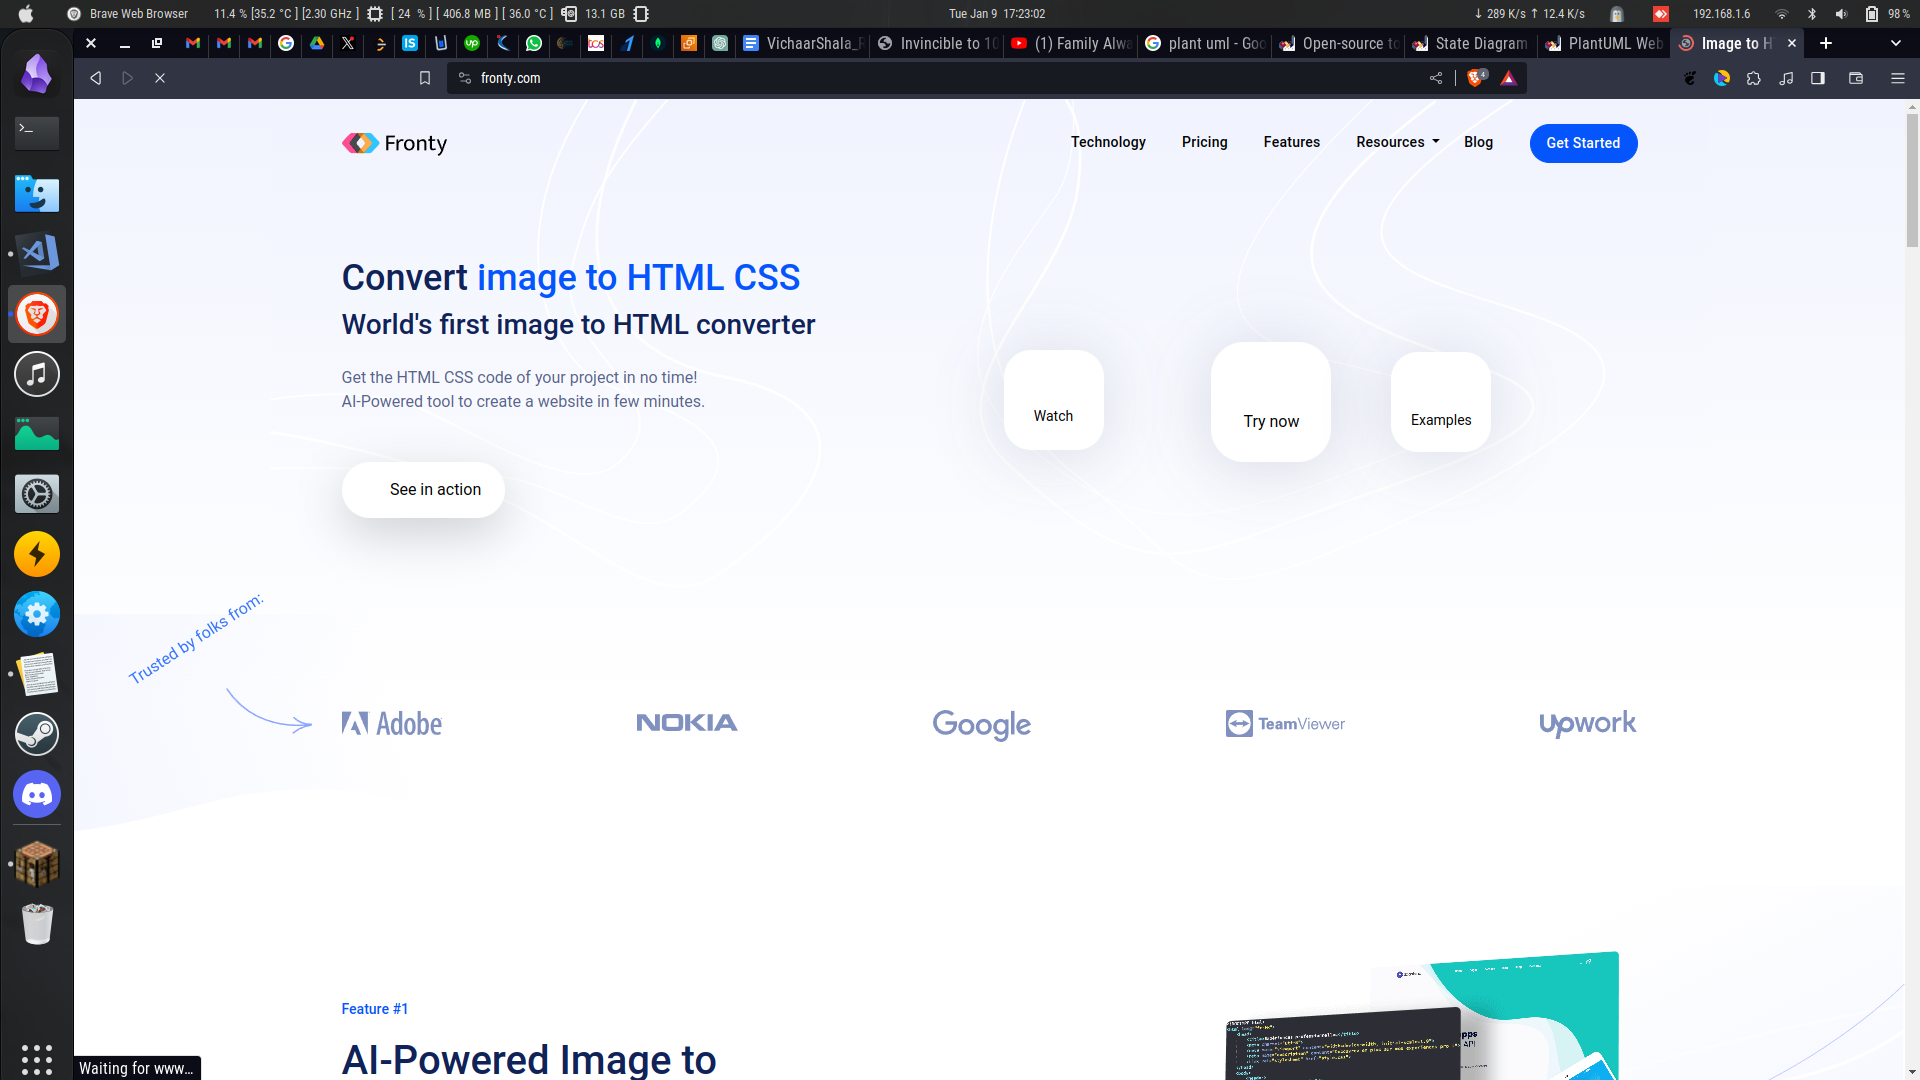 Brave Web Browser 11.4 % [35.2 °C ] [2.30 GHz ] [ 24 % ] [ 406.8 MB ] [ 36.0 °C ] 13.1 GB Tue Jan 9 17:23:02 ↓ 289 K/s ↑ 12.4 K/s 192.168.1.6 98 %
VichaarShala_ Invincible to 10 (1) Family Alwa plant uml - Goo Open-source to State Diagram PlantUML Web Image to H
fronty.com 4
Fronty Technology Pricing Features Resources Blog Get Started
Convert image to HTML CSS
World's first image to HTML converter
Get the HTML CSS code of your project in no time!
AI-Powered tool to create a website in few minutes.
Watch Try now Examples
See in action
Trusted by folks from:
Adobe NOKIA Google TeamViewer Upwork
Feature #1
AI-Powered Image to
Waiting for www...